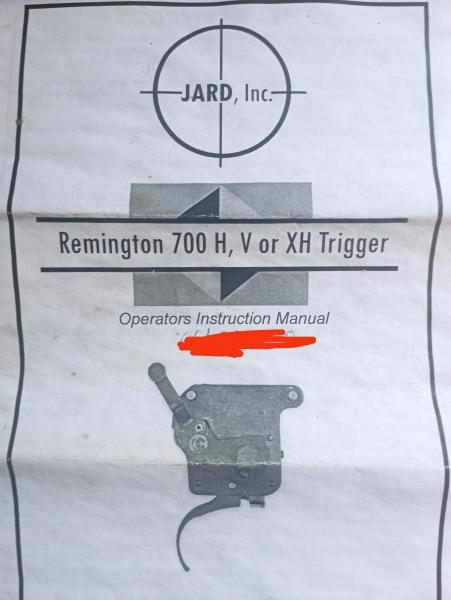 JARD, Inc.
Remington 700 H, V or XH Trigger
Operators Instruction Manual